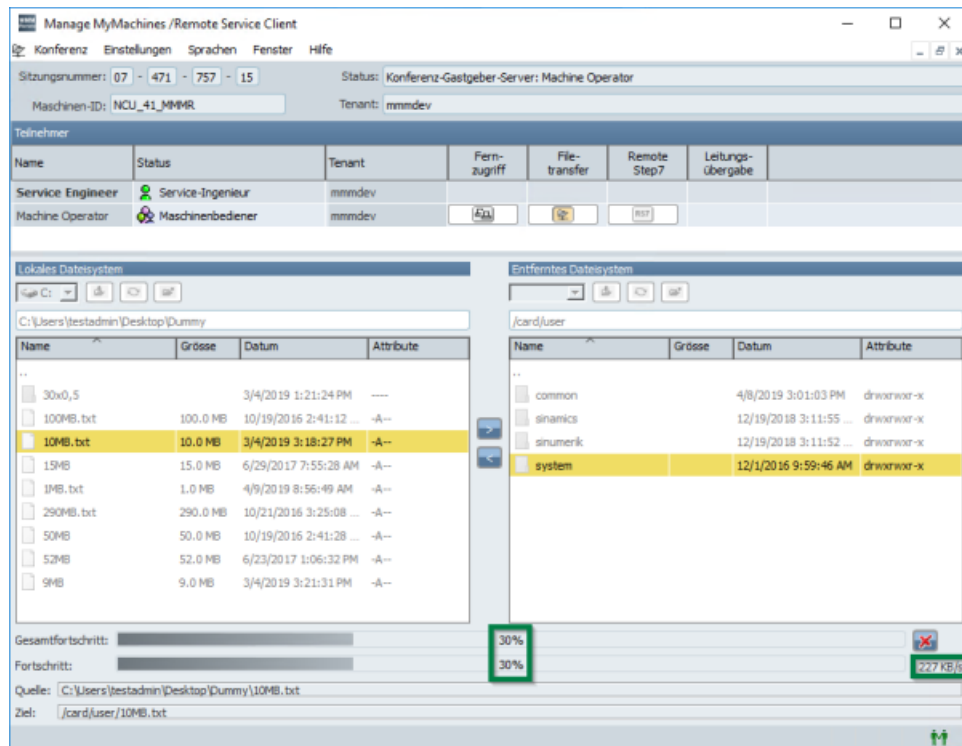 Manage MyMachines /Remote Service Client
Konferenz Einstellungen Sprachen Fenster Hilfe
Sitzungsnummer: 07 - 471 - 757 - 15 Status: Konferenz-Gastgeber-Server: Machine Operator
Maschinen-ID: NCU_41_MMMR Tenant: mmmdev
Teilnehmer
Name Status Tenant Fern-zugriff File-transfer Remote Step7 Leitungs-übergabe
Service Engineer Service-Ingenieur mmmdev
Machine Operator Maschinenbediener mmmdev RS7
Lokales Dateisystem Entferntes Dateisystem
C:
C:\Users\testadmin\Desktop\Dummy /card/user
Name Grösse Datum Attribute Name Grösse Datum Attribute
.. ..
30x0,5 3/4/2019 1:21:24 PM ---- common 4/8/2019 3:01:03 PM drwxrwxr-x
100MB.txt 100.0 MB 10/19/2016 2:41:12 ... -A-- sinamics 12/19/2018 3:11:55 ... drwxrwxr-x
10MB.txt 10.0 MB 3/4/2019 3:18:27 PM -A-- sinumerik 12/19/2018 3:11:52 ... drwxrwxr-x
15MB 15.0 MB 6/29/2017 7:55:28 AM -A-- system 12/1/2016 9:59:46 AM drwxrwxr-x
1MB.txt 1.0 MB 4/9/2019 8:56:49 AM -A--
290MB.txt 290.0 MB 10/21/2016 3:25:08 ... -A--
50MB 50.0 MB 10/19/2016 2:41:28 ... -A--
52MB 52.0 MB 6/23/2017 1:06:32 PM -A--
9MB 9.0 MB 3/4/2019 3:21:31 PM -A--
Gesamtfortschritt: 30%
Fortschritt: 30% 227 KB/s
Quelle: C:\Users\testadmin\Desktop\Dummy\10MB.txt
Ziel: /card/user/10MB.txt